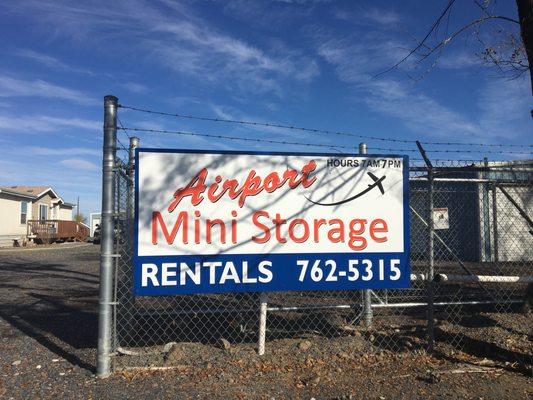 HOURS 7AM 7PM
Airport
Mini Storage
RENTALS 762-5315